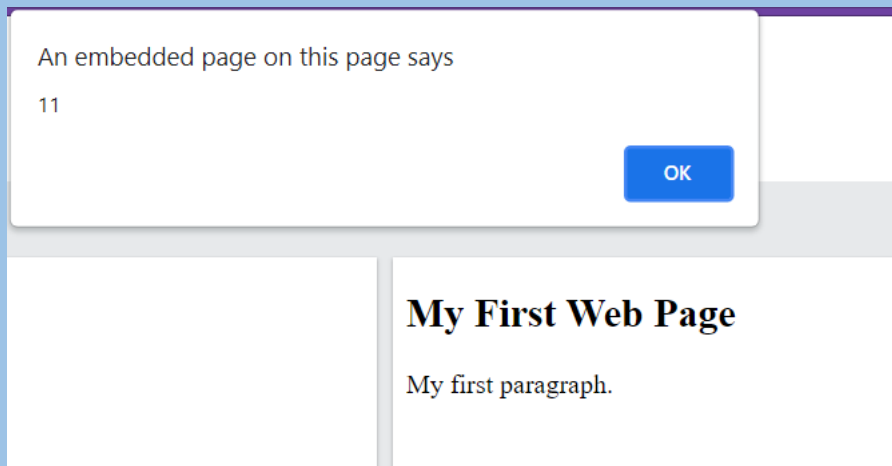 An embedded page on this page says
11
OK
My First Web Page
My first paragraph.